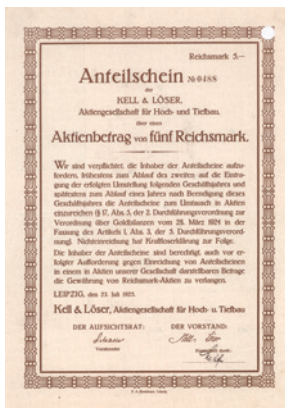 Reichsmark 5.—
Anteilschein № 0488
der
KELL & LÖSER,
Aktiengesellschaft für Hoch- und Tiefbau,
über einen
Aktienbetrag von fünf Reichsmark.
Wir sind verpflichtet, die Inhaber der Anteilscheine aufzu-
fordern, frühestens zum Ablauf des zweiten auf die Eintra-
gung der erfolgten Umstellung folgenden Geschäftsjahres und
spätestens zum Ablauf eines Jahres nach Beendigung dieses
Geschäftsjahres die Anteilscheine zum Umtausch in Aktien
einzureichen (§ 17, Abs. 5, der 2. Durchführungsverordnung zur
Verordnung über Goldbilanzen vom 28. März 1924 in der
Fassung des Artikels 1, Abs. 3, der 5. Durchführungsverord-
nung). Nichteinreichung hat Kraftloserklärung zur Folge.
Die Inhaber der Anteilscheine sind berechtigt, auch vor er-
folgter Aufforderung gegen Einreichung von Anteilscheinen
in einem in Aktien unserer Gesellschaft darstellbaren Betrage
die Gewährung von Reichsmark-Aktien zu verlangen.
LEIPZIG, den 23. Juli 1925.
Kell & Löser, Aktiengesellschaft für Hoch- u. Tiefbau
DER AUFSICHTSRAT: DER VORSTAND:
Vorsitzender